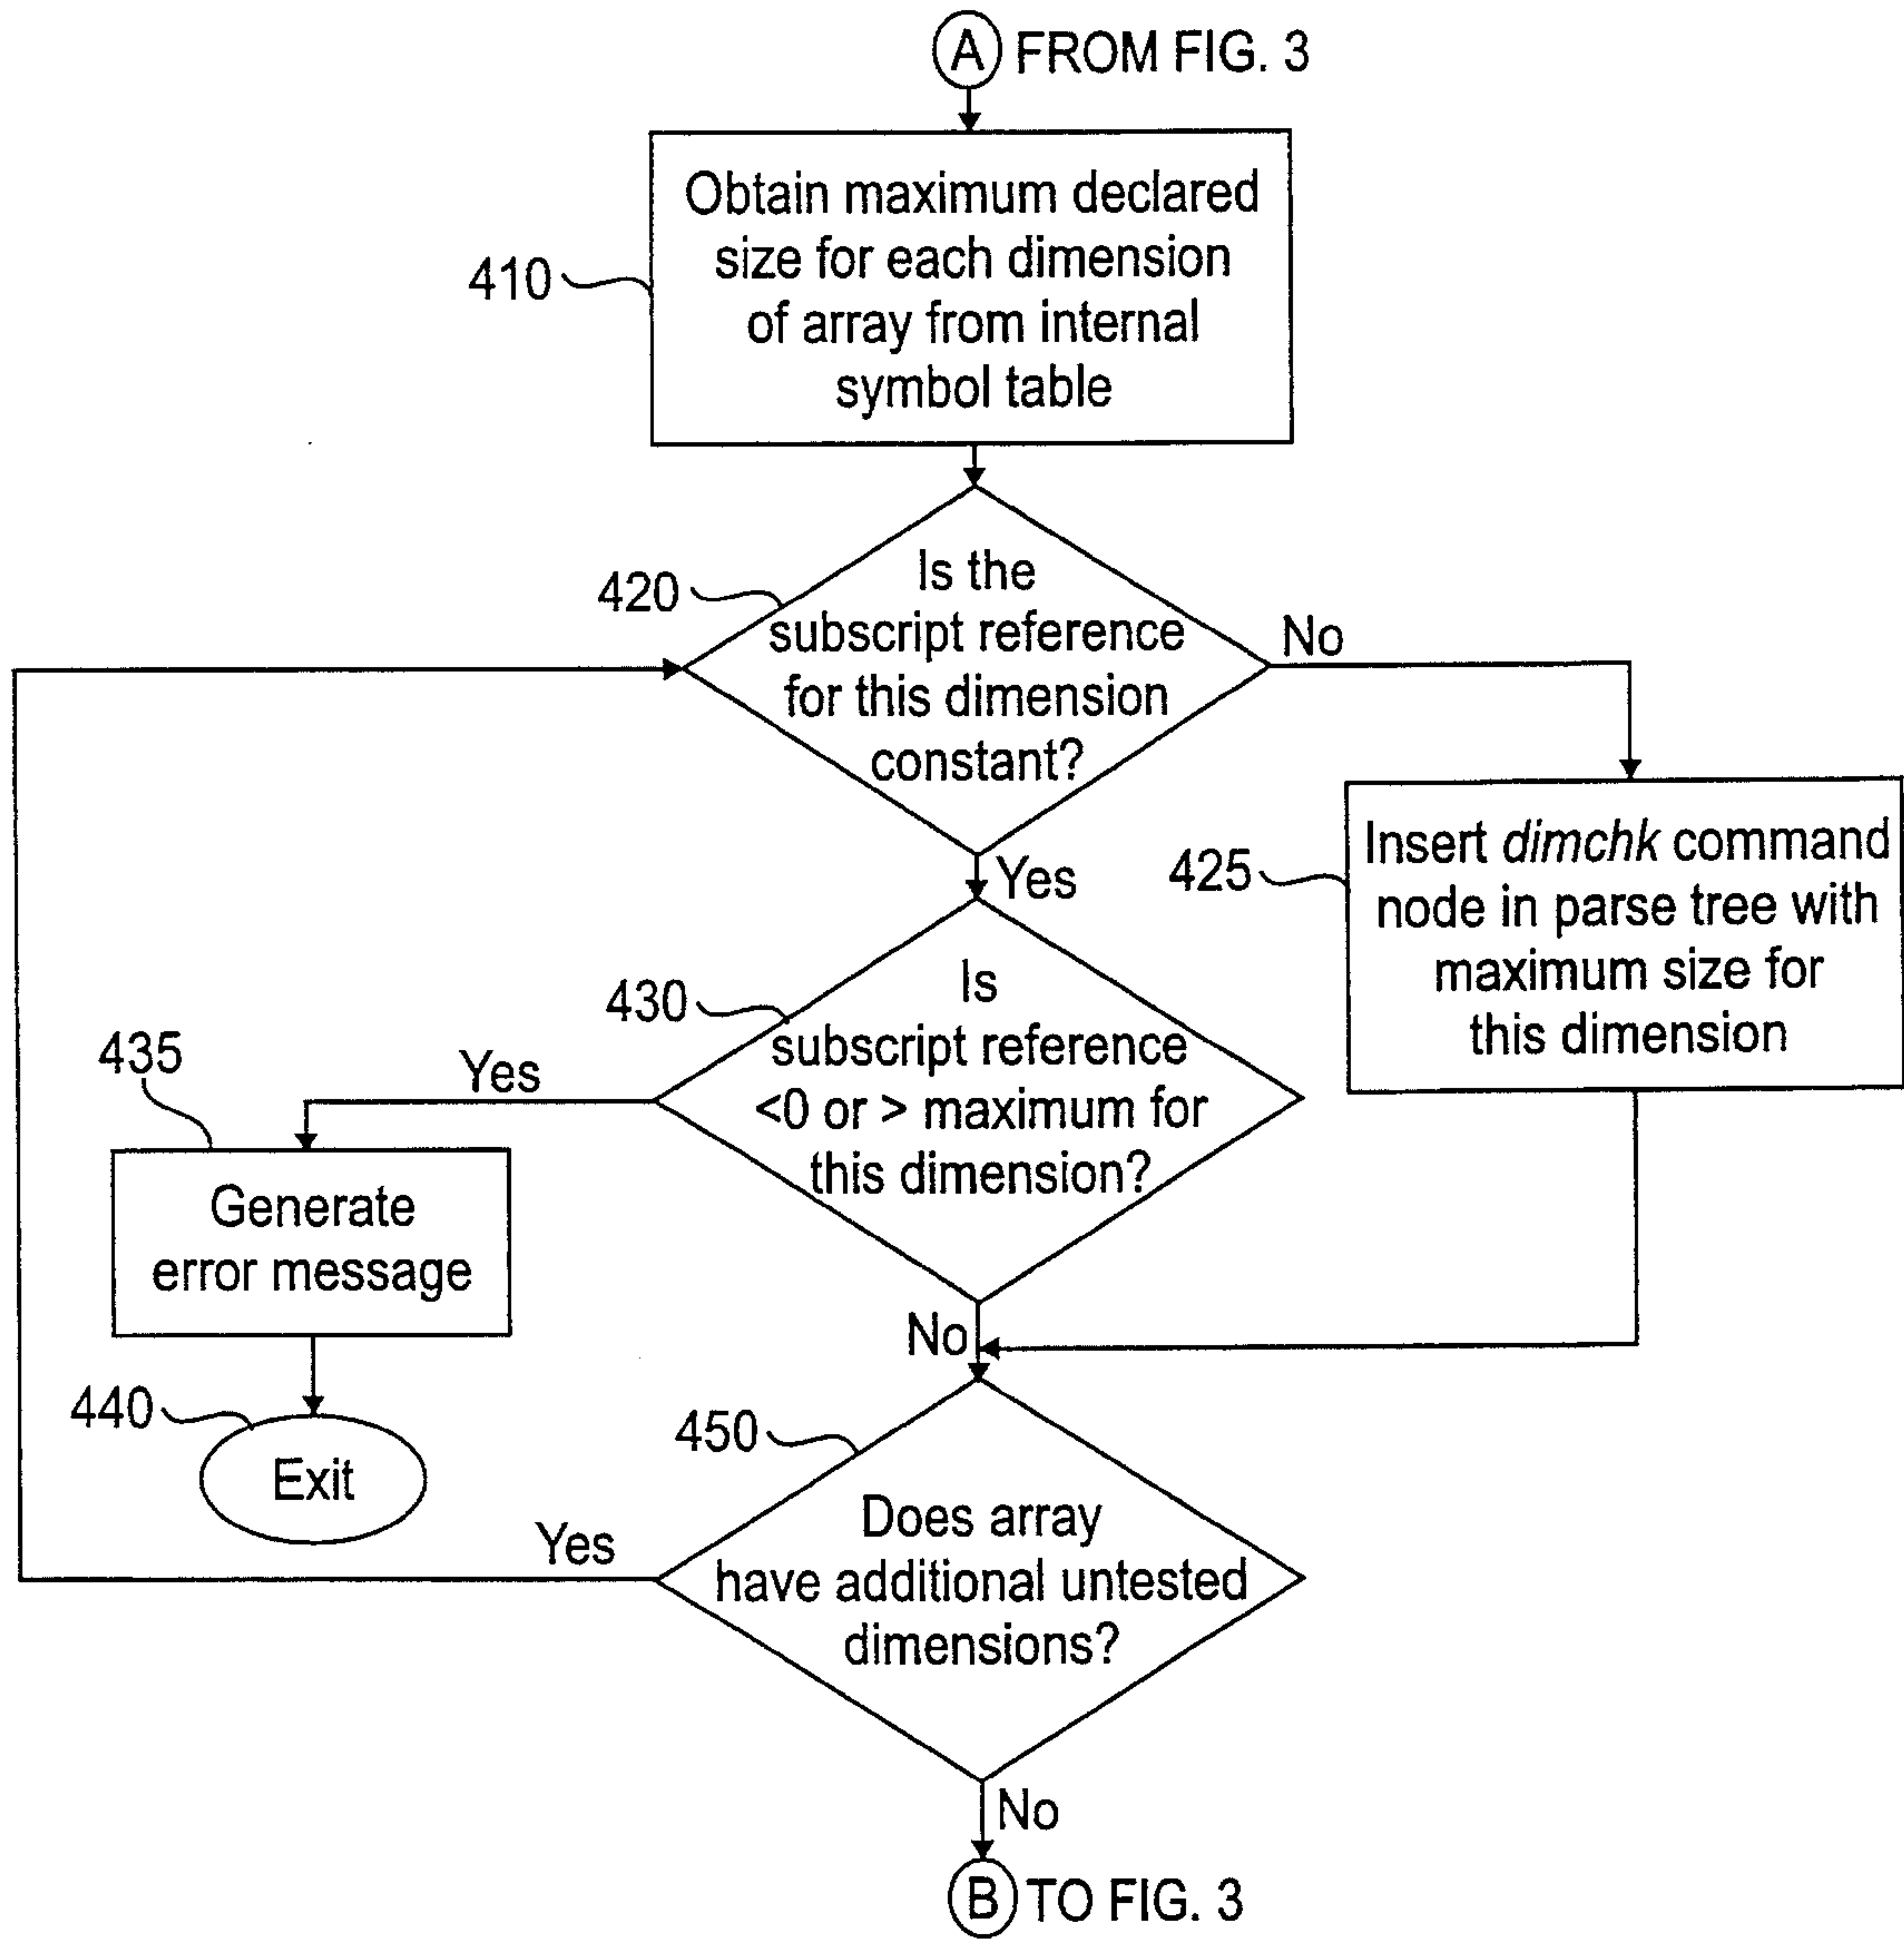 A FROM FIG. 3
Obtain maximum declared
size for each dimension
of array from internal
symbol table
410
Is the
subscript reference
for this dimension
constant?
420
No
Yes
Insert dimchk command
node in parse tree with
maximum size for
this dimension
425
Is
subscript reference
<0 or > maximum for
this dimension?
430
Yes
No
435
Generate
error message
440
Exit
450
Does array
have additional untested
dimensions?
Yes
No
B TO FIG. 3